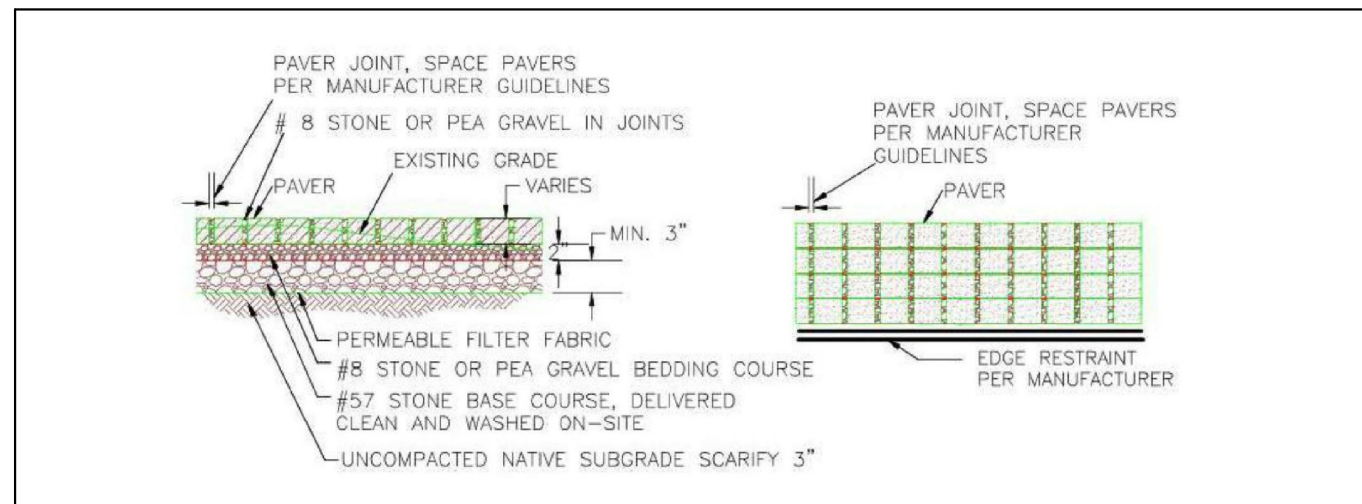 PAVER JOINT, SPACE PAVERS
PER MANUFACTURER GUIDELINES
# 8 STONE OR PEA GRAVEL IN JOINTS
EXISTING GRADE
PAVER
VARIES
MIN. 3"
2"
PERMEABLE FILTER FABRIC
#8 STONE OR PEA GRAVEL BEDDING COURSE
#57 STONE BASE COURSE, DELIVERED
CLEAN AND WASHED ON-SITE
UNCOMPACTED NATIVE SUBGRADE SCARIFY 3"
PAVER JOINT, SPACE PAVERS
PER MANUFACTURER
GUIDELINES
PAVER
EDGE RESTRAINT
PER MANUFACTURER